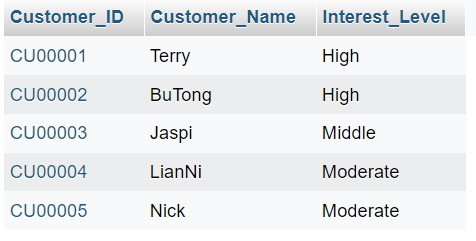 Customer_ID Customer_Name Interest_Level
CU00001 Terry High
CU00002 BuTong High
CU00003 Jaspi Middle
CU00004 LianNi Moderate
CU00005 Nick Moderate